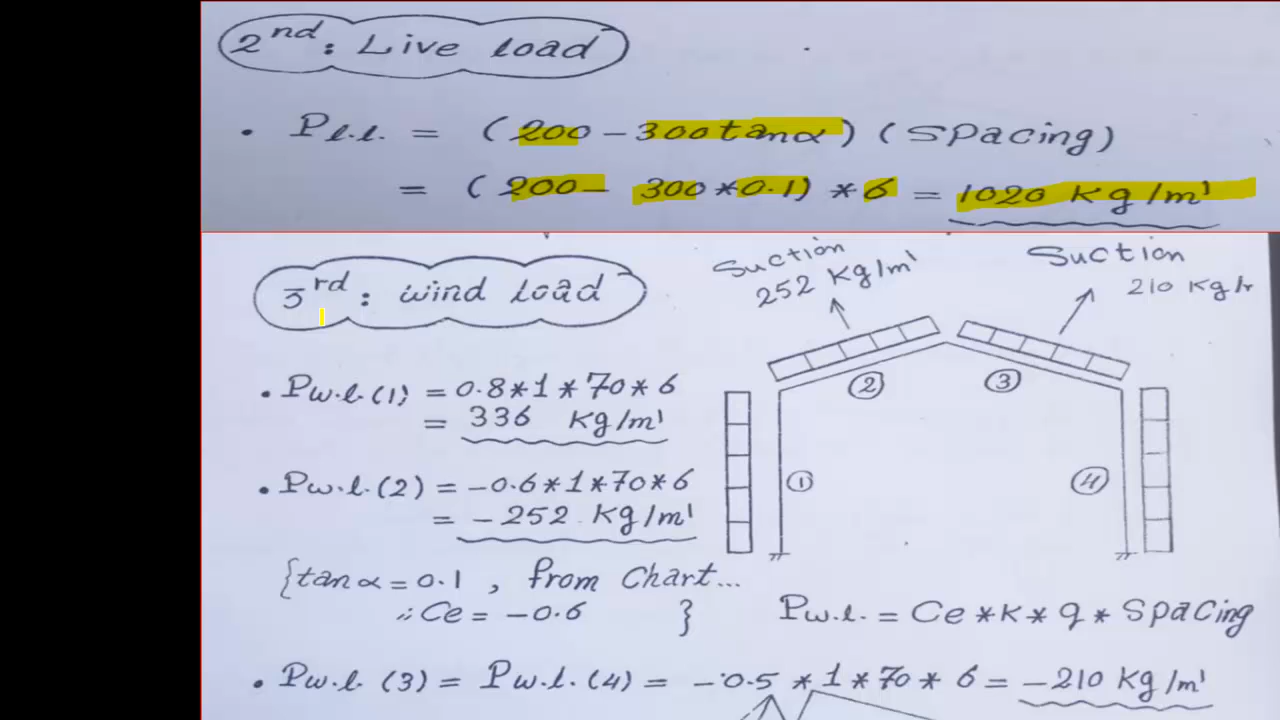 2nd: Live load
• Pl.l. = (200 - 300tanα) (Spacing)
= (200 - 300*0.1) * 6 = 1020 Kg/m'
3rd: wind load
Suction
252 Kg/m'
Suction
210 Kg/
• Pw.l.(1) = 0.8*1*70*6
= 336 Kg/m'
• Pw.l.(2) = -0.6*1*70*6
= -252 Kg/m'
② ③
① ④
{tanα = 0.1 , from Chart...
∴ Ce = -0.6 }
Pw.l. = Ce*K*q*Spacing
• Pw.l. (3) = Pw.l. (4) = -0.5 *1*70*6 = -210 Kg/m'